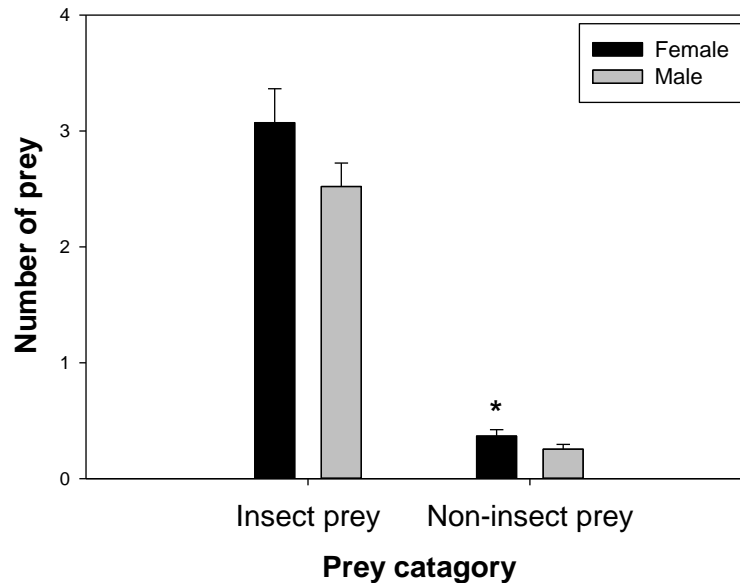 4
3
2
1
0
Number of prey
Female
Male
*
Insect prey
Non-insect prey
Prey catagory